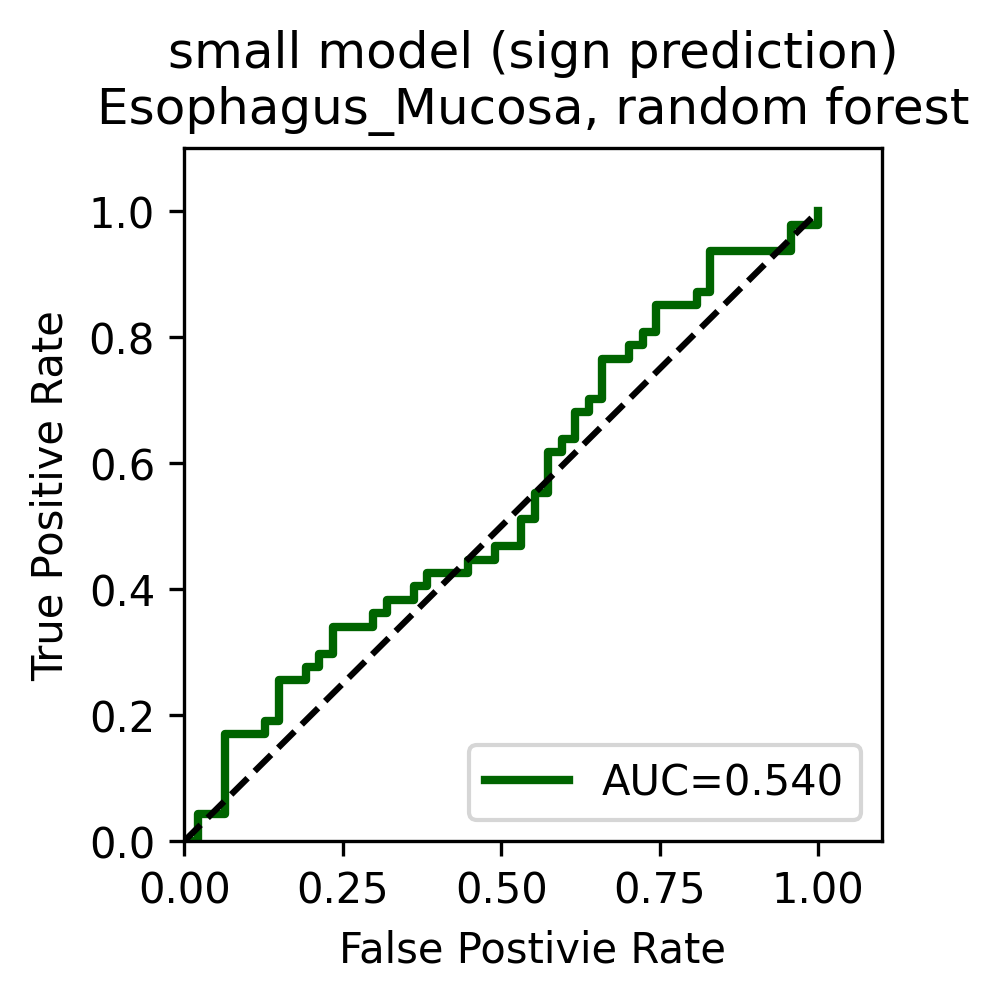 small model (sign prediction)
Esophagus_Mucosa, random forest
1.0
0.8
0.6
0.4
0.2
0.0
True Positive Rate
AUC=0.540
0.00 0.25 0.50 0.75 1.00
False Postivie Rate